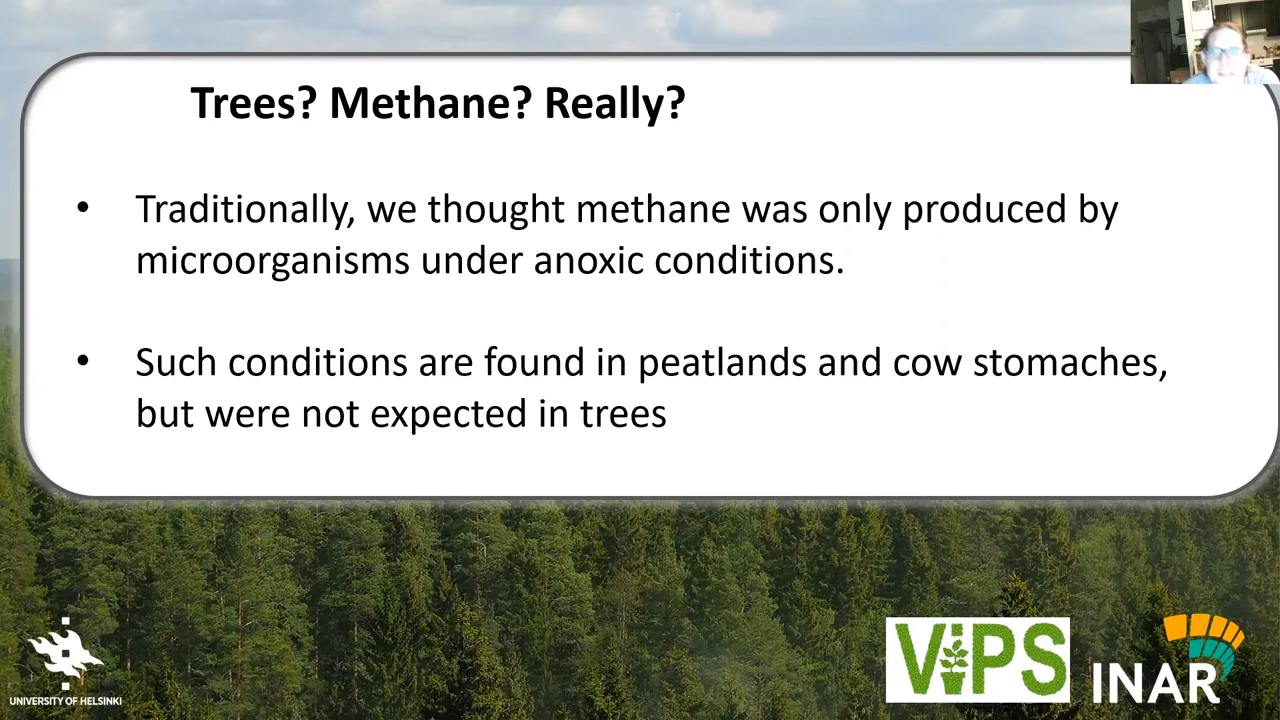 Trees? Methane? Really?
• Traditionally, we thought methane was only produced by
microorganisms under anoxic conditions.
• Such conditions are found in peatlands and cow stomaches,
but were not expected in trees
UNIVERSITY OF HELSINKI
ViPS
INAR